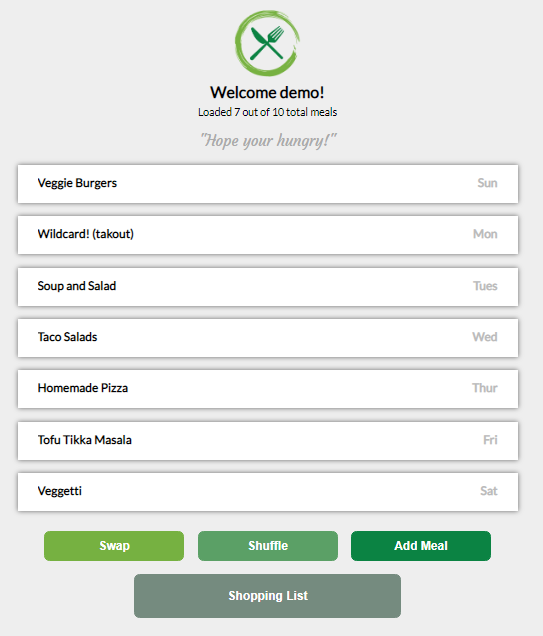 Welcome demo!
Loaded 7 out of 10 total meals
"Hope your hungry!"
Veggie Burgers Sun
Wildcard! (takout) Mon
Soup and Salad Tues
Taco Salads Wed
Homemade Pizza Thur
Tofu Tikka Masala Fri
Veggetti Sat
Swap Shuffle Add Meal
Shopping List